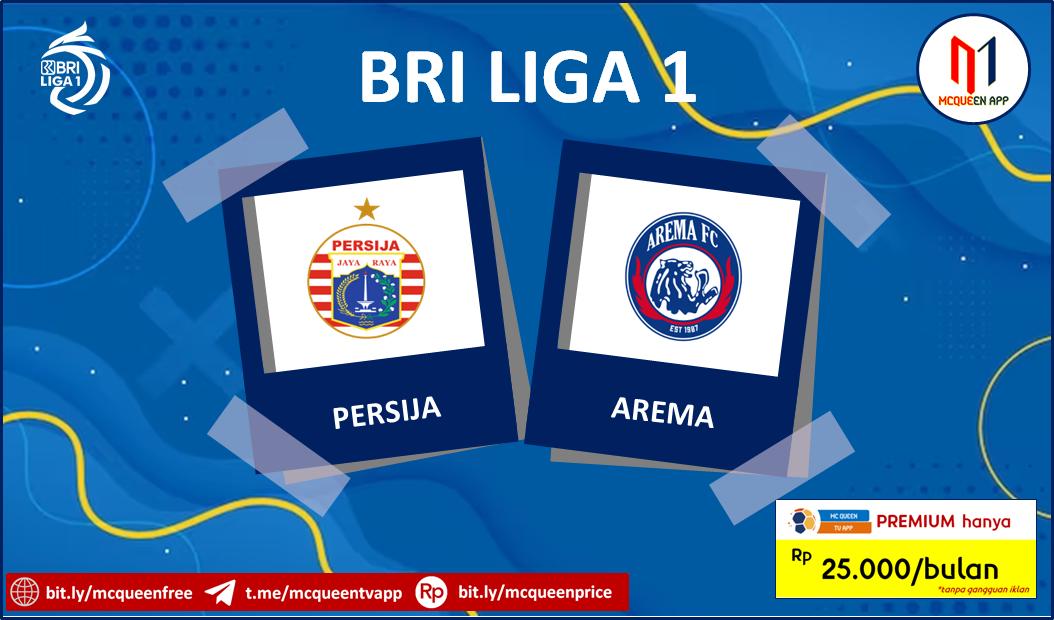 BRI
LIGA 1
BRI LIGA 1
MCQUEEN APP
PERSIJA
JAYA RAYA
AREMA FC
EST 1987
PERSIJA
AREMA
MC QUEEN
TU APP
PREMIUM hanya
Rp 25.000/bulan
*tanpa gangguan iklan
bit.ly/mcqueenfree
t.me/mcqueentvapp
Rp bit.ly/mcqueenprice